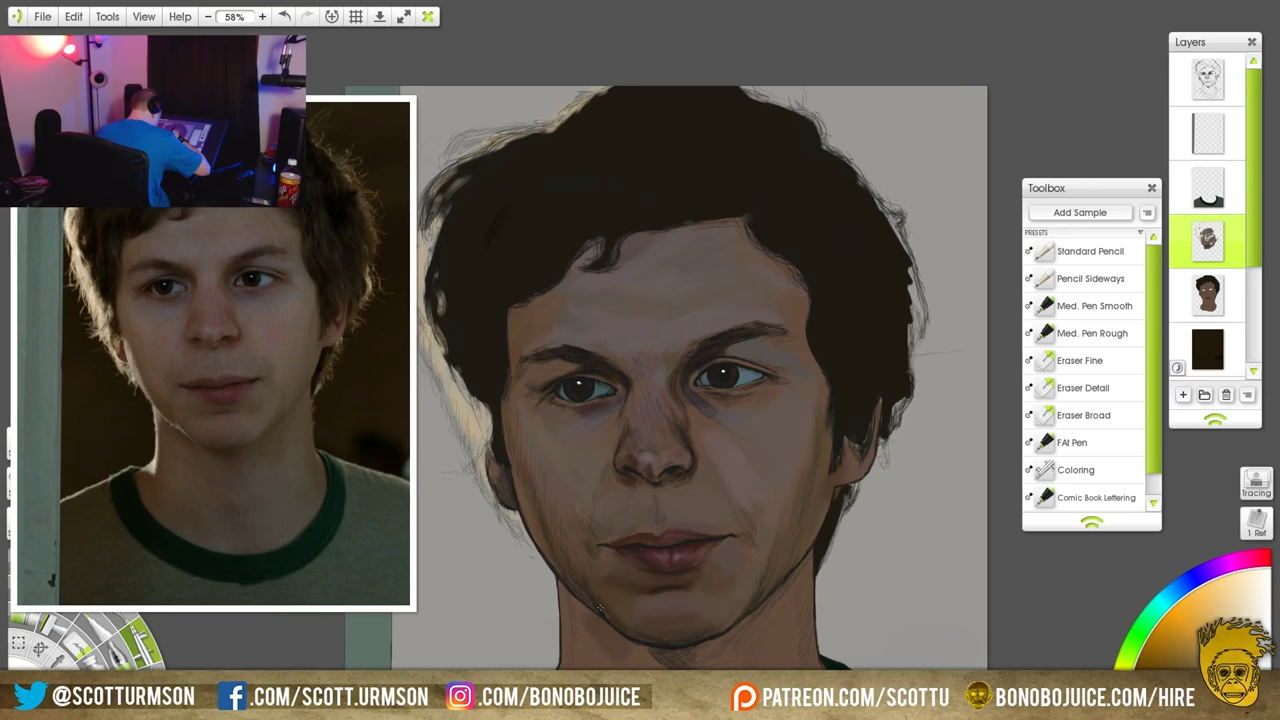 File Edit Tools View Help 58%
Layers
Toolbox
Add Sample
PRESETS
Standard Pencil
Pencil Sideways
Med. Pen Smooth
Med. Pen Rough
Eraser Fine
Eraser Detail
Eraser Broad
FAt Pen
Coloring
Comic Book Lettering
Tracing
1 Ref
@SCOTTURMSON .COM/SCOTT.URMSON .COM/BONOBOJUICE PATREON.COM/SCOTTU BONOBOJUICE.COM/HIRE